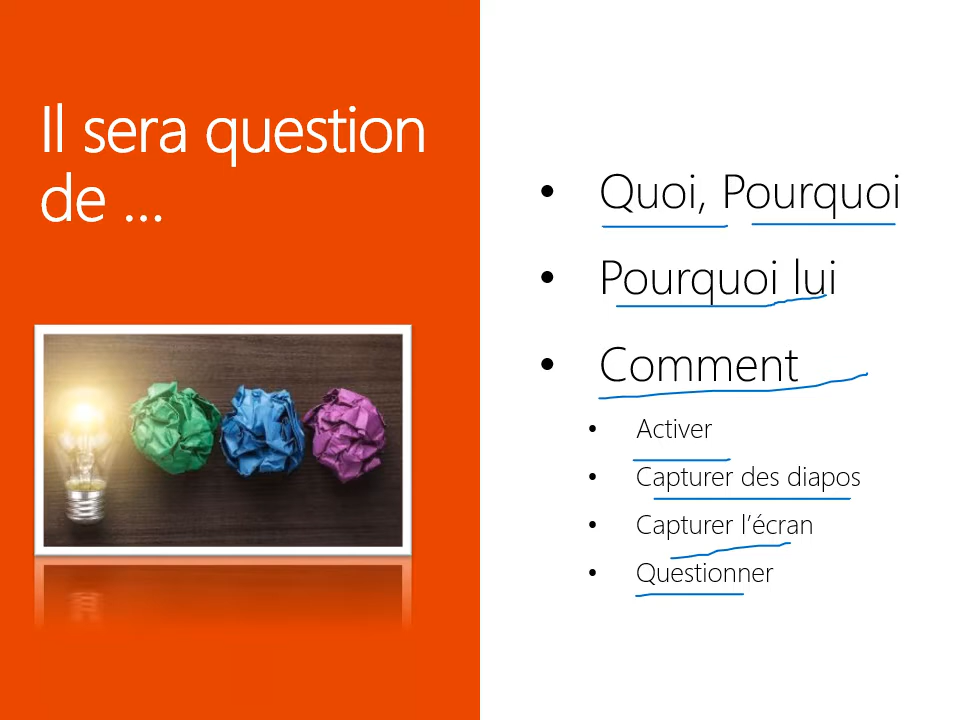 Il sera question
de ...
• Quoi, Pourquoi
• Pourquoi lui
• Comment
• Activer
• Capturer des diapos
• Capturer l’écran
• Questionner